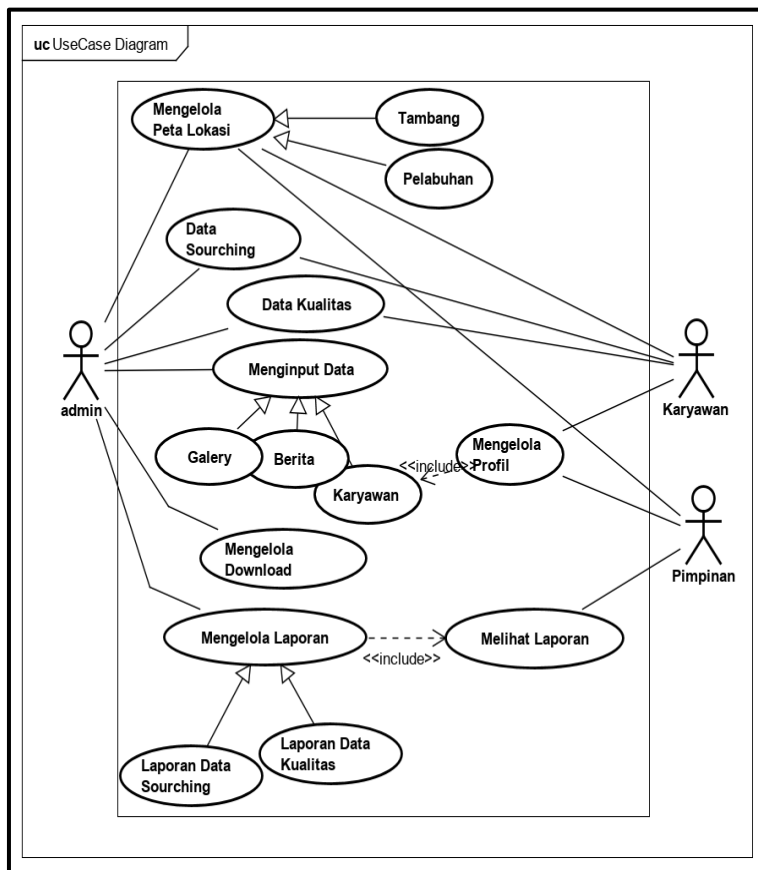 uc UseCase Diagram
Mengelola
Peta Lokasi
Tambang
Pelabuhan
Data
Sourching
Data Kualitas
Menginput Data
admin
Karyawan
Galery
Berita
Karyawan
<<include>>
Mengelola
Profil
Mengelola
Download
Pimpinan
Mengelola Laporan
<<include>>
Melihat Laporan
Laporan Data
Sourching
Laporan Data
Kualitas